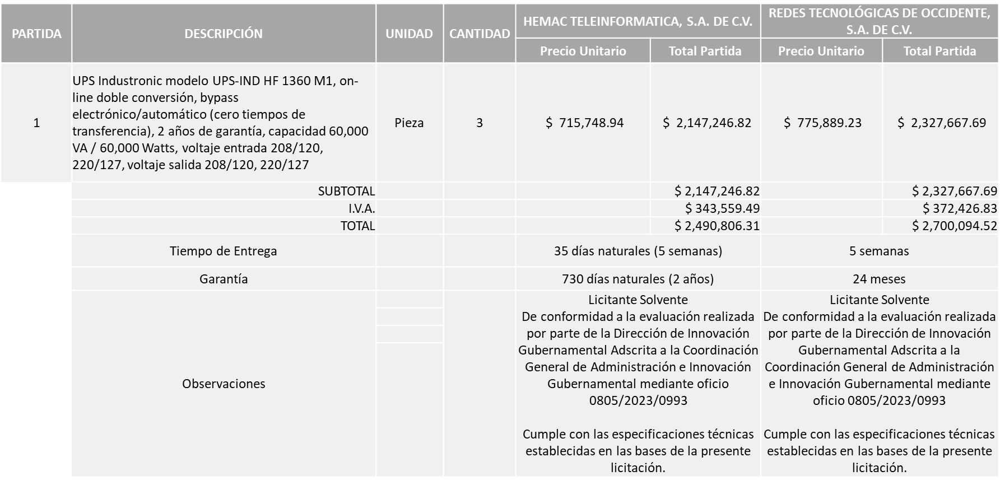 PARTIDA
DESCRIPCIÓN
UNIDAD
CANTIDAD
HEMAC TELEINFORMATICA, S.A. DE C.V.
REDES TECNOLÓGICAS DE OCCIDENTE,
S.A. DE C.V.
Precio Unitario
Total Partida
Precio Unitario
Total Partida
1
UPS Industronic modelo UPS-IND HF 1360 M1, on-
line doble conversión, bypass
electrónico/automático (cero tiempos de
transferencia), 2 años de garantía, capacidad 60,000
VA / 60,000 Watts, voltaje entrada 208/120,
220/127, voltaje salida 208/120, 220/127
Pieza
3
$ 715,748.94
$ 2,147,246.82
$ 775,889.23
$ 2,327,667.69
SUBTOTAL
$ 2,147,246.82
$ 2,327,667.69
I.V.A.
$ 343,559.49
$ 372,426.83
TOTAL
$ 2,490,806.31
$ 2,700,094.52
Tiempo de Entrega
35 días naturales (5 semanas)
5 semanas
Garantía
730 días naturales (2 años)
24 meses
Observaciones
Licitante Solvente
De conformidad a la evaluación realizada
por parte de la Dirección de Innovación
Gubernamental Adscrita a la Coordinación
General de Administración e Innovación
Gubernamental mediante oficio
0805/2023/0993
Cumple con las especificaciones técnicas
establecidas en las bases de la presente
licitación.
Licitante Solvente
De conformidad a la evaluación realizada
por parte de la Dirección de Innovación
Gubernamental Adscrita a la
Coordinación General de Administración
e Innovación Gubernamental mediante
oficio 0805/2023/0993
Cumple con las especificaciones técnicas
establecidas en las bases de la presente
licitación.